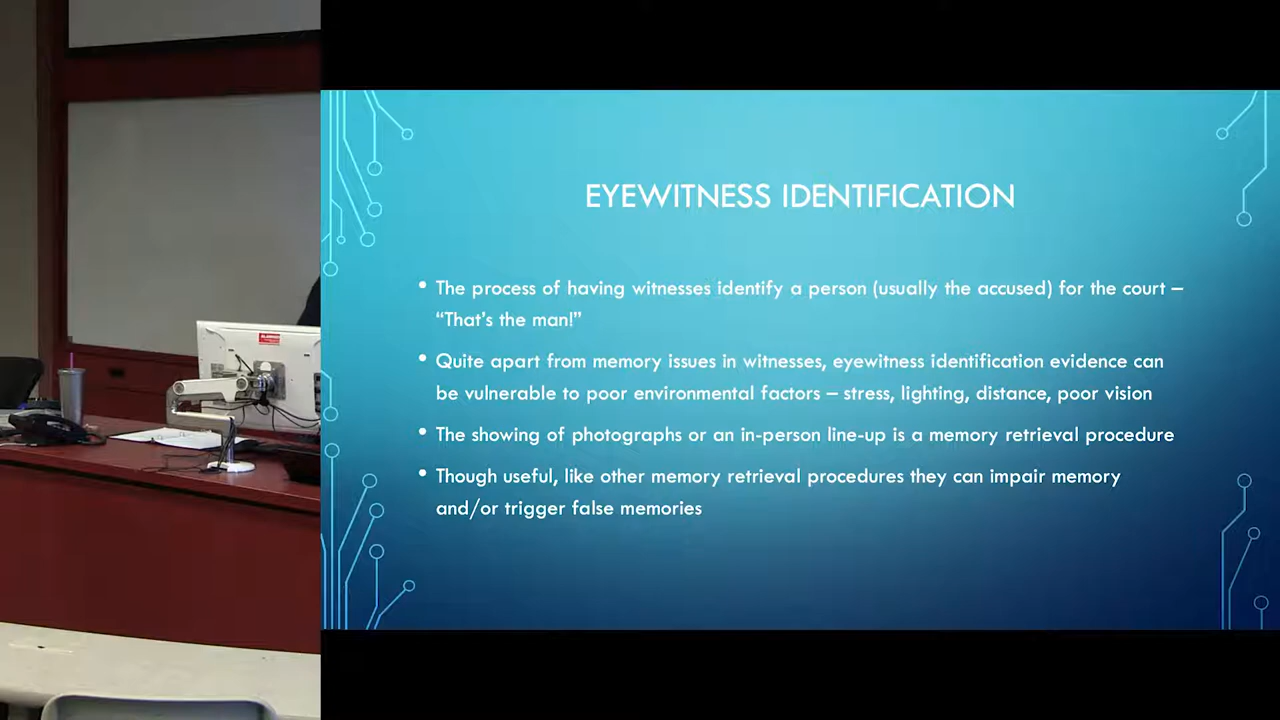 EYEWITNESS IDENTIFICATION
• The process of having witnesses identify a person (usually the accused) for the court –
“That’s the man!”
• Quite apart from memory issues in witnesses, eyewitness identification evidence can
be vulnerable to poor environmental factors – stress, lighting, distance, poor vision
• The showing of photographs or an in-person line-up is a memory retrieval procedure
• Though useful, like other memory retrieval procedures they can impair memory
and/or trigger false memories